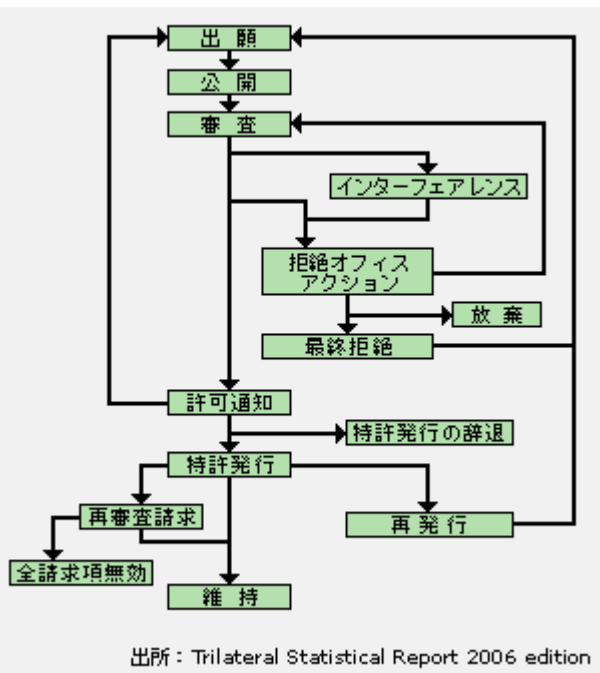 出願
公開
審査
インターフェアレンス
拒絶オフィス
アクション
放棄
最終拒絶
許可通知
特許発行の辞退
特許発行
再審査請求
再発行
全請求項無効
維持
出所：Trilateral Statistical Report 2006 edition